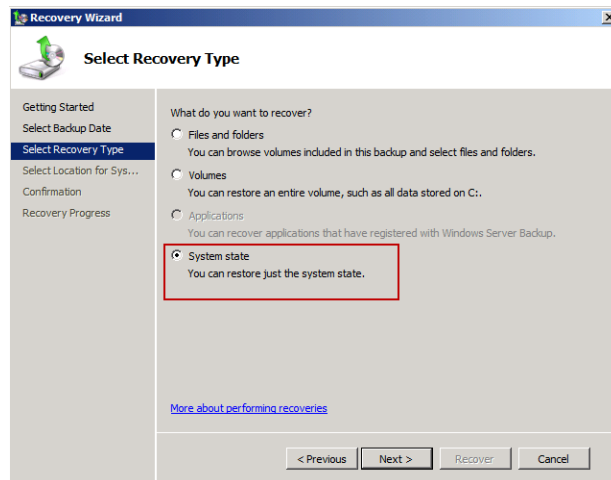 Recovery Wizard
Select Recovery Type
Getting Started
Select Backup Date
Select Recovery Type
Select Location for Sys...
Confirmation
Recovery Progress
What do you want to recover?
Files and folders
You can browse volumes included in this backup and select files and folders.
Volumes
You can restore an entire volume, such as all data stored on C:.
Applications
You can recover applications that have registered with Windows Server Backup.
System state
You can restore just the system state.
More about performing recoveries
< Previous Next > Recover Cancel